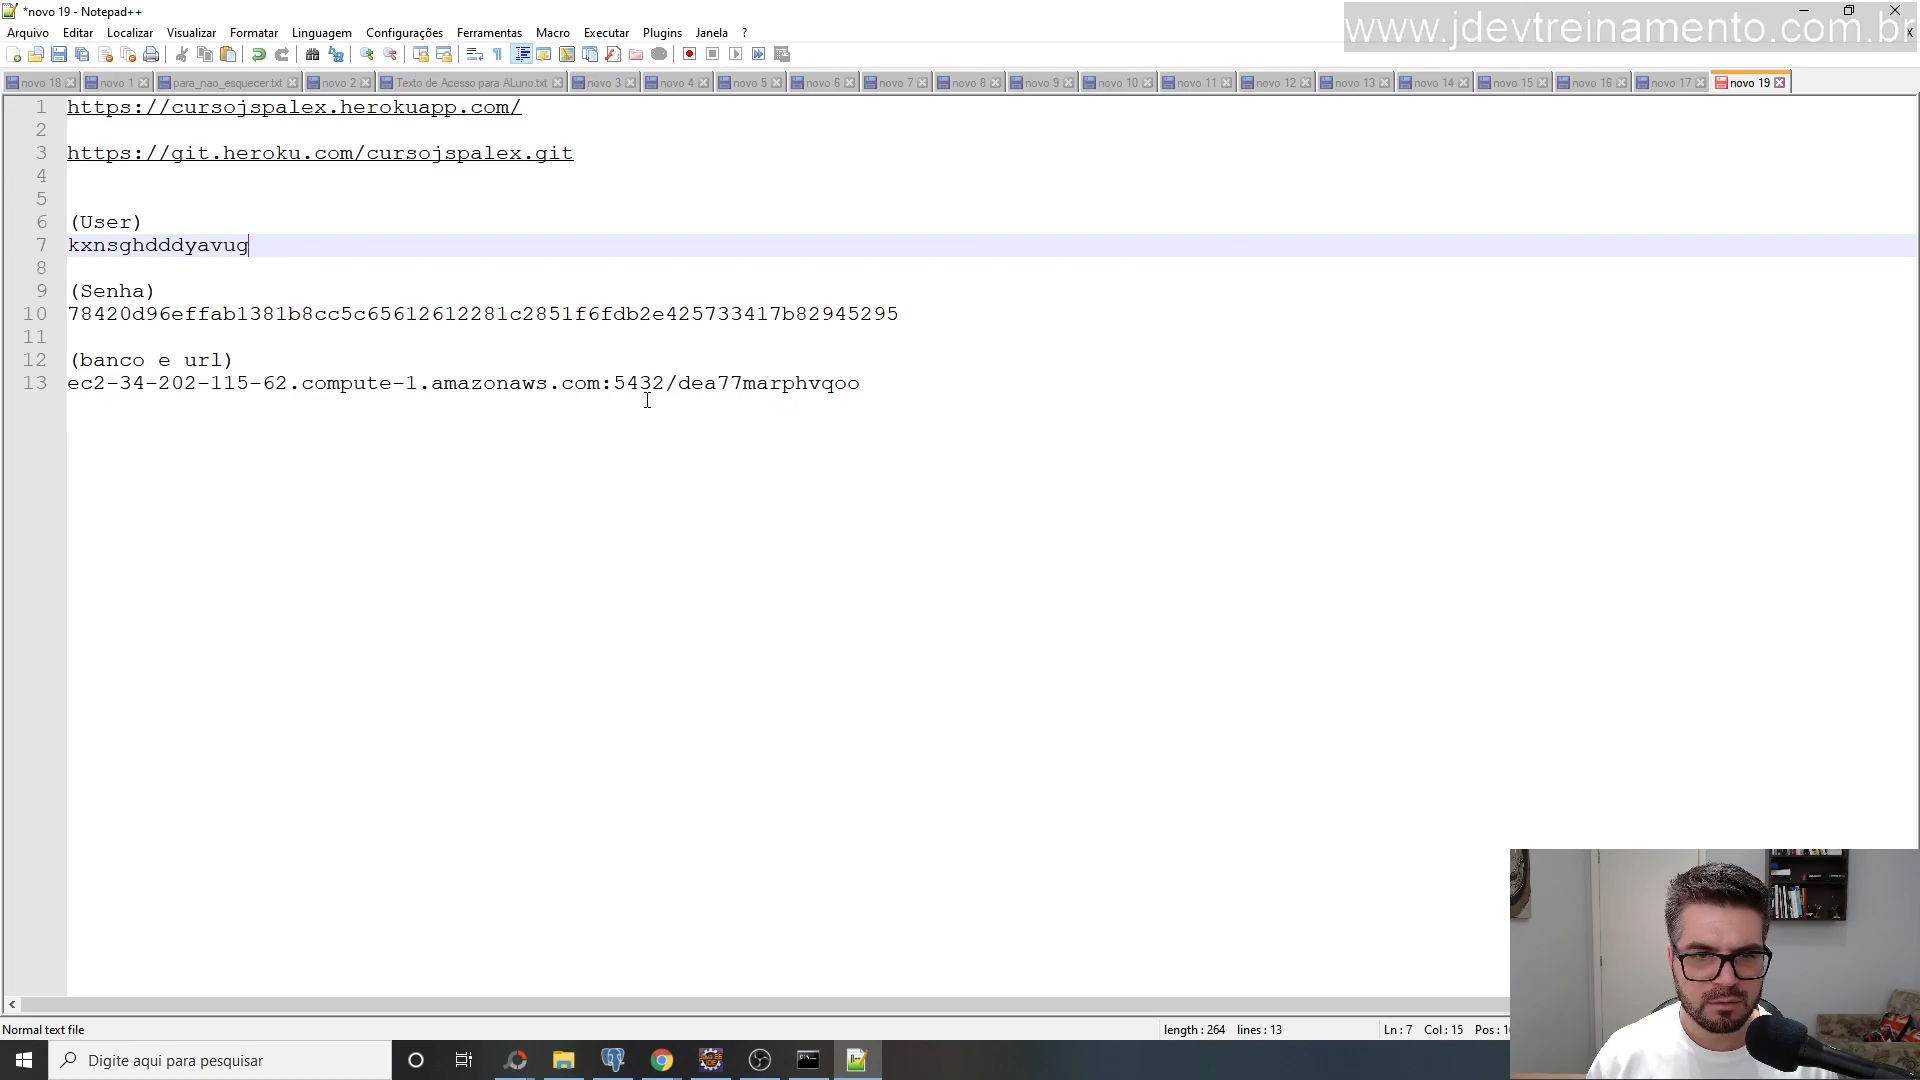 *novo 19 - Notepad++
www.jdevtreinamento.com.br
Arquivo Editar Localizar Visualizar Formatar Linguagem Configurações Ferramentas Macro Executar Plugins Janela ?
novo 18 novo 1 para_nao_esquecer.txt novo 2 Texto de Acesso para ALuno.txt novo 3 novo 4 novo 5 novo 6 novo 7 novo 8 novo 9 novo 10 novo 11 novo 12 novo 13 novo 14 novo 15 novo 16 novo 17 novo 19
1 https://cursojspalex.herokuapp.com/
2
3 https://git.heroku.com/cursojspalex.git
4
5
6 (User)
7 kxnsghdddyavug
8
9 (Senha)
10 78420d96effab1381b8cc5c65612612281c2851f6fdb2e425733417b82945295
11
12 (banco e url)
13 ec2-34-202-115-62.compute-1.amazonaws.com:5432/dea77marphvqoo
Normal text file length : 264 lines : 13 Ln : 7 Col : 15 Pos :
Digite aqui para pesquisar